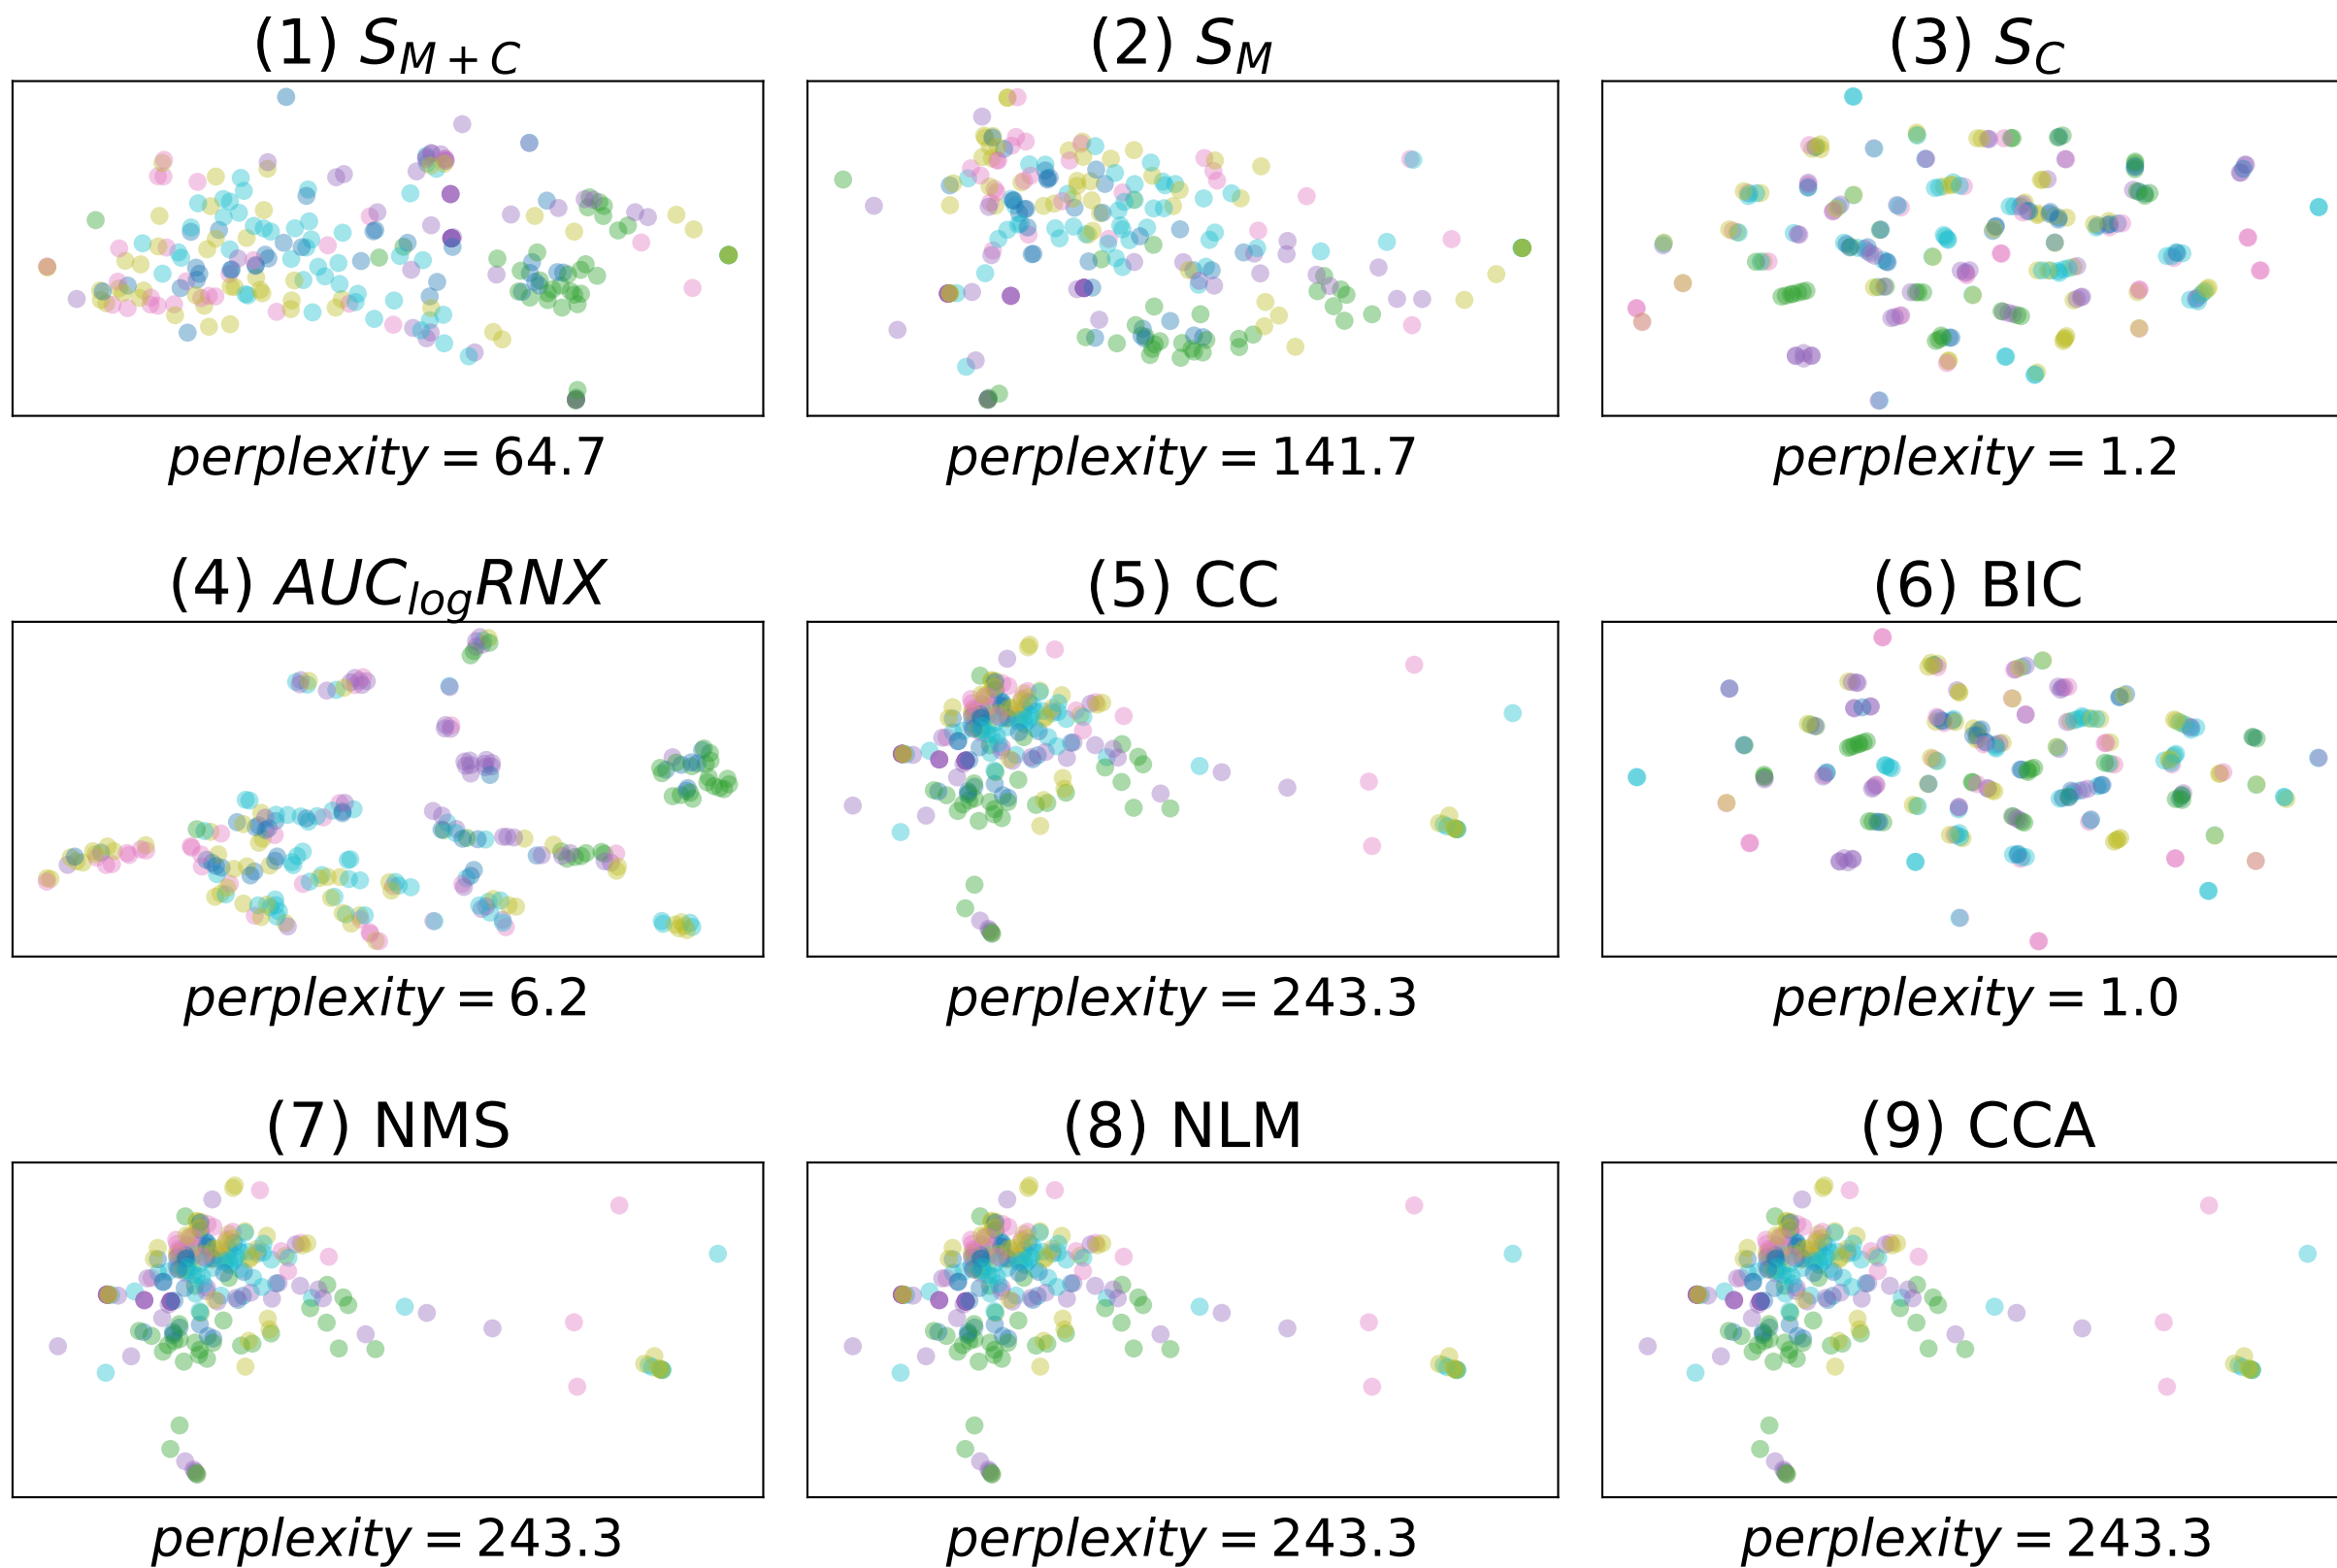 (1) S_{M+C}
(2) S_M
(3) S_C
perplexity = 64.7
perplexity = 141.7
perplexity = 1.2
(4) AUC_{log}RNX
(5) CC
(6) BIC
perplexity = 6.2
perplexity = 243.3
perplexity = 1.0
(7) NMS
(8) NLM
(9) CCA
perplexity = 243.3
perplexity = 243.3
perplexity = 243.3